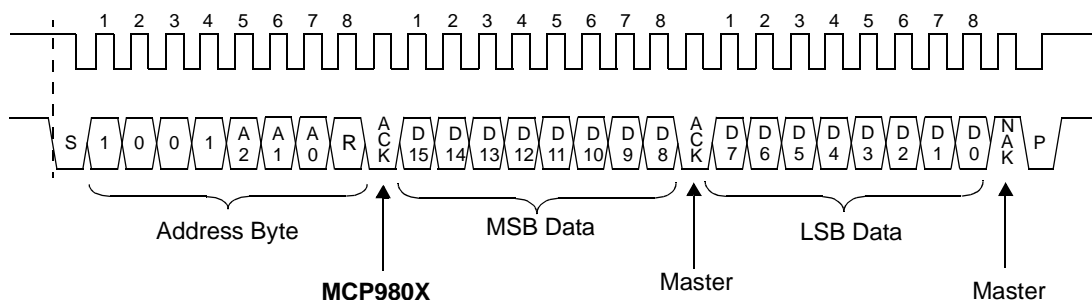 1 2 3 4 5 6 7 8 1 2 3 4 5 6 7 8 1 2 3 4 5 6 7 8
S 1 0 0 1 A2 A1 A0 R ACK D15 D14 D13 D12 D11 D10 D9 D8 ACK D7 D6 D5 D4 D3 D2 D1 D0 NAK P
Address Byte MSB Data LSB Data
MCP980X Master Master